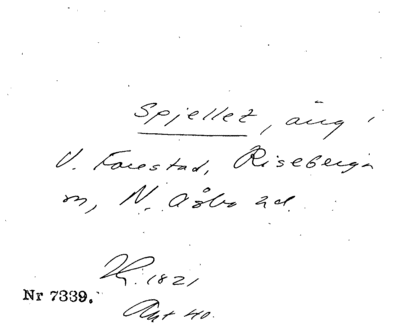 Spjellet, äng i
V. Forestad, Riseberga
sn, N. Åsbo hd.
H. 1821
Nr 7339.
Akt 40.